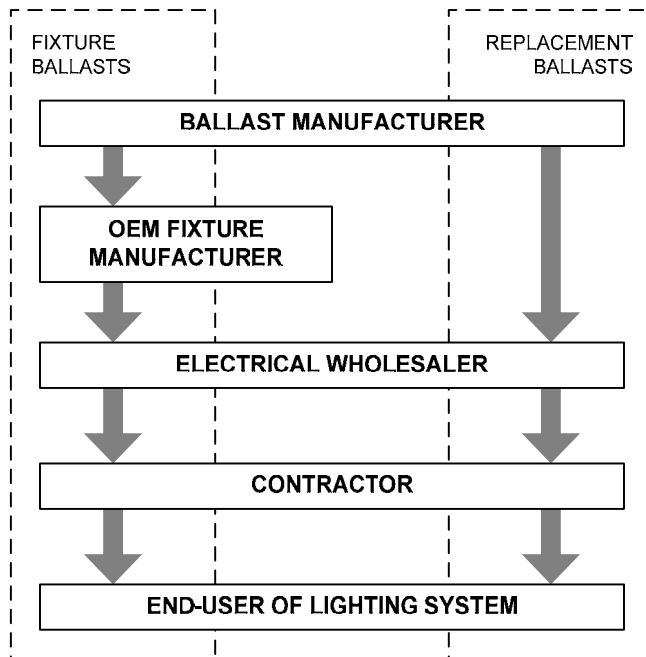 FIXTURE
BALLASTS
REPLACEMENT
BALLASTS
BALLAST MANUFACTURER
OEM FIXTURE
MANUFACTURER
ELECTRICAL WHOLESALER
CONTRACTOR
END-USER OF LIGHTING SYSTEM